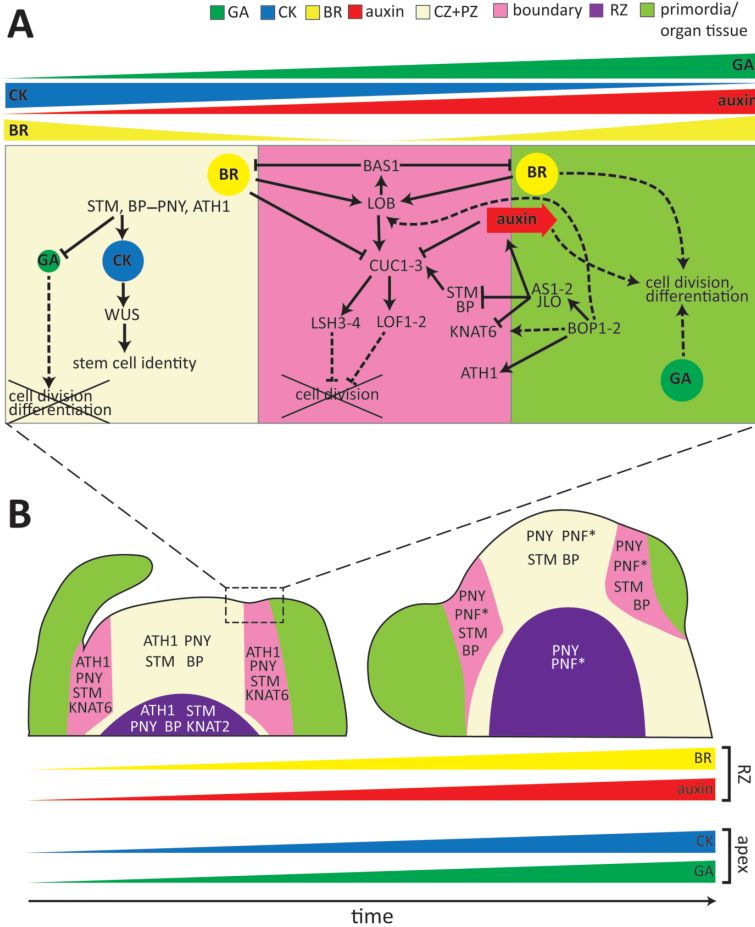 GA CK BR auxin CZ+PZ boundary RZ primordia/
organ tissue
A
GA
CK
auxin
BR
BR BAS1 BR
LOB
STM, BP–PNY, ATH1
auxin
GA CK
CUC1-3
cell division,
differentiation
STM
BP
AS1-2
JLO
WUS
LSH3-4 LOF1-2 KNAT6 BOP1-2
stem cell identity
ATH1
GA
cell division
differentiation
cell division
B
PNY PNF*
STM BP
PNY
PNF*
STM
BP
PNY
PNF*
STM
BP
ATH1 PNY
STM BP
ATH1
PNY
STM
KNAT6
ATH1
PNY
STM
KNAT6
PNY
PNF*
ATH1 STM
PNY BP KNAT2
BR
auxin
RZ
CK
GA
apex
time